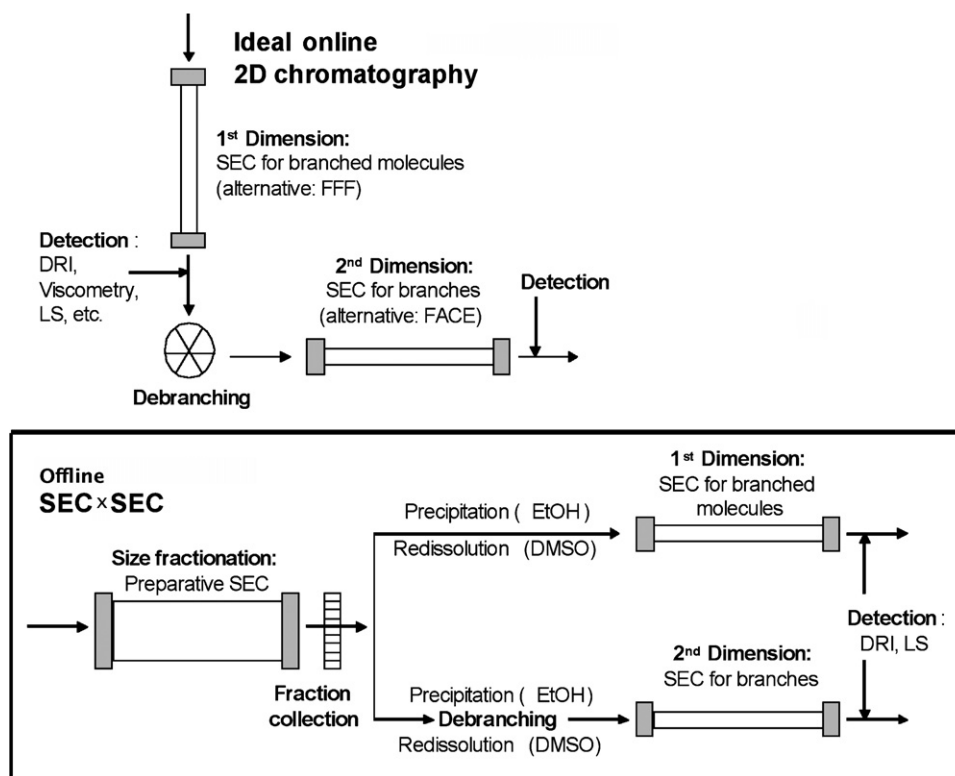 Ideal online
2D chromatography
1st Dimension:
SEC for branched molecules
(alternative: FFF)
Detection :
DRI,
Viscometry,
LS, etc.
Debranching
2nd Dimension:
SEC for branches
(alternative: FACE)
Detection
Offline
SEC×SEC
Size fractionation:
Preparative SEC
Fraction
collection
Precipitation ( EtOH)
Redissolution (DMSO)
1st Dimension:
SEC for branched
molecules
Precipitation ( EtOH)
Debranching
Redissolution (DMSO)
2nd Dimension:
SEC for branches
Detection :
DRI, LS